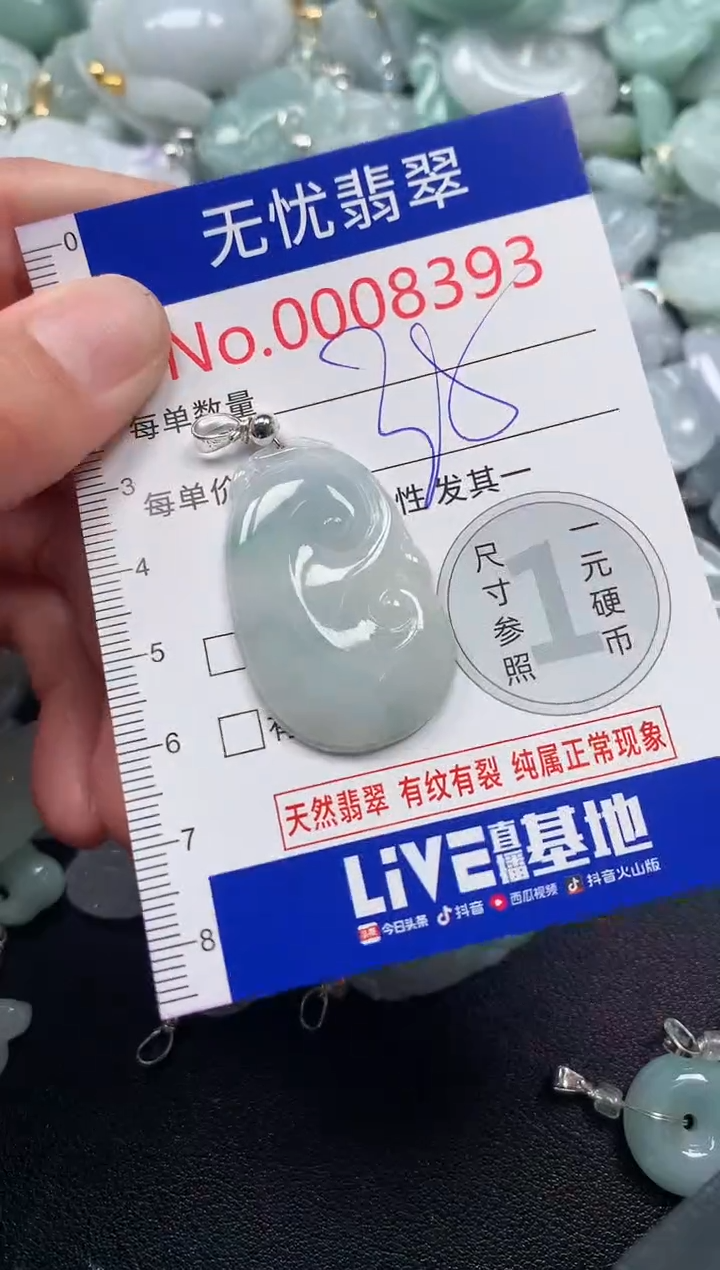 无忧翡翠
0
No.0008393
38
每单数量
3
每单价
性发其一
4
5
6
尺寸参照
1
一元硬币
天然翡翠 有纹有裂 纯属正常现象
7
8
LiVE直播基地
头条 今日头条 抖音 西瓜视频 抖音火山版